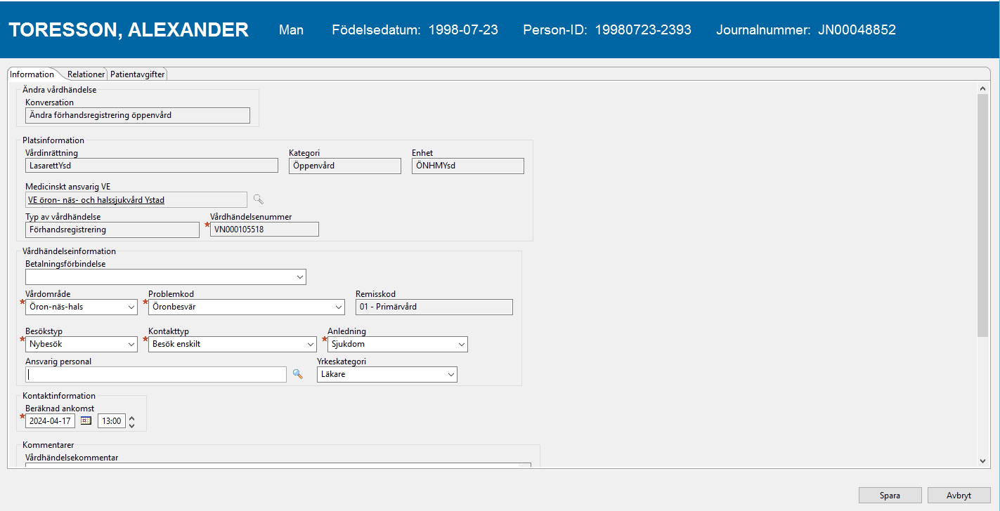 TORESSON, ALEXANDER Man Födelsedatum: 1998-07-23 Person-ID: 19980723-2393 Journalnummer: JN00048852
Information Relationer Patientavgifter
Ändra vårdhändelse
Konversation
Ändra förhandsregistrering öppenvård
Platsinformation
Vårdinrättning Kategori Enhet
LasarettYsd Öppenvård ÖNHMYsd
Medicinskt ansvarig VE
VE öron- näs- och halssjukvård Ystad
Typ av vårdhändelse * Vårdhändelsenummer
Förhandsregistrering VN000105518
Vårdhändelseinformation
Betalningsförbindelse
* Vårdområde * Problemkod Remisskod
Öron-näs-hals Öronbesvär 01 - Primärvård
* Besökstyp * Kontakttyp * Anledning
Nybesök Besök enskilt Sjukdom
Ansvarig personal Yrkeskategori
Läkare
Kontaktinformation
* Beräknad ankomst
2024-04-17 13:00
Kommentarer
Vårdhändelsekommentar
Spara Avbryt